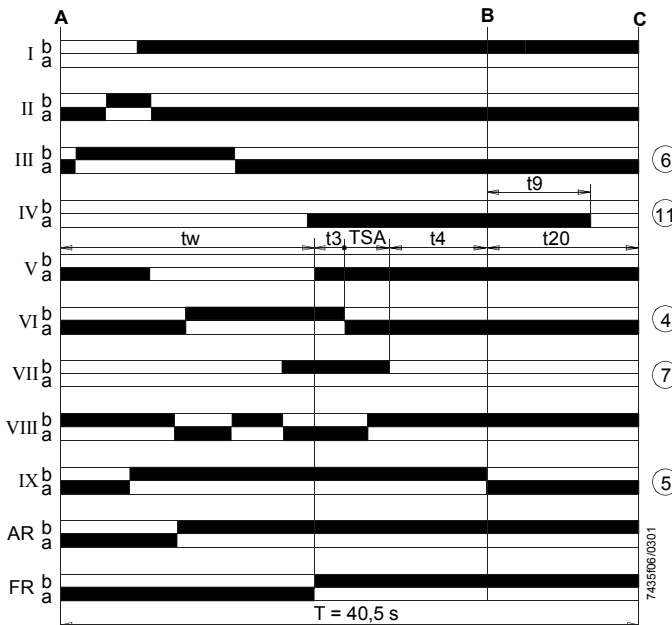 A B C
I b
a
II b
a
III b
a
6
t9
IV b
a
11
tw t3 TSA t4 t20
V b
a
VI b
a
4
VII b
a
7
VIII b
a
IX b
a
5
AR b
a
FR b
a
7435f06/0301
T = 40,5 s